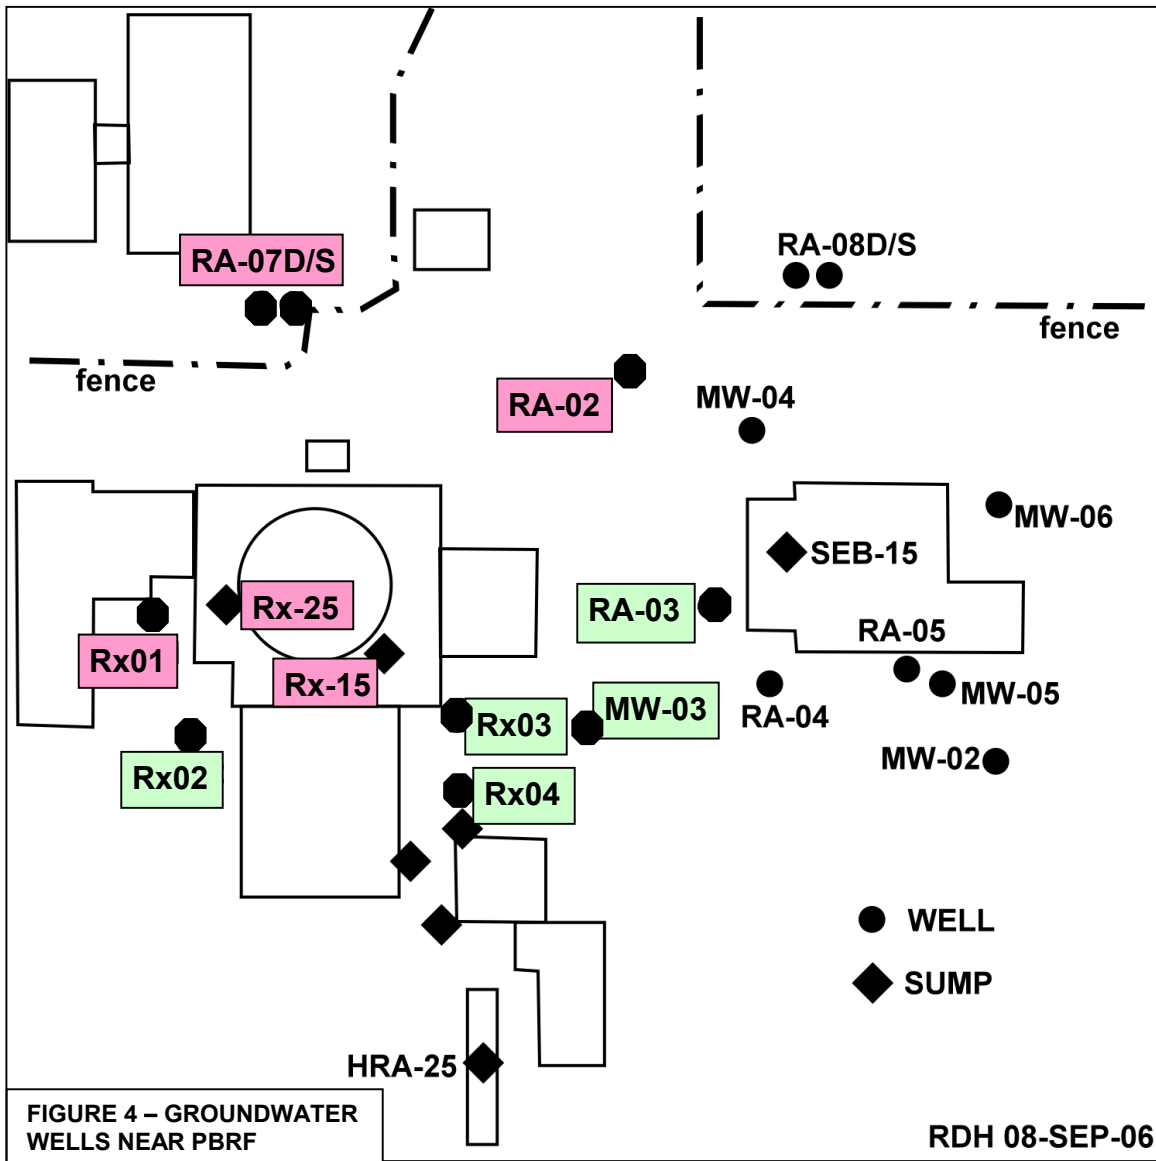 RA-07D/S
RA-08D/S
fence
fence
RA-02
MW-04
MW-06
SEB-15
Rx-25
RA-03
RA-05
Rx01
Rx-15
MW-05
RA-04
Rx03
MW-03
MW-02
Rx02
Rx04
WELL
SUMP
HRA-25
FIGURE 4 – GROUNDWATER
WELLS NEAR PBRF
RDH 08-SEP-06